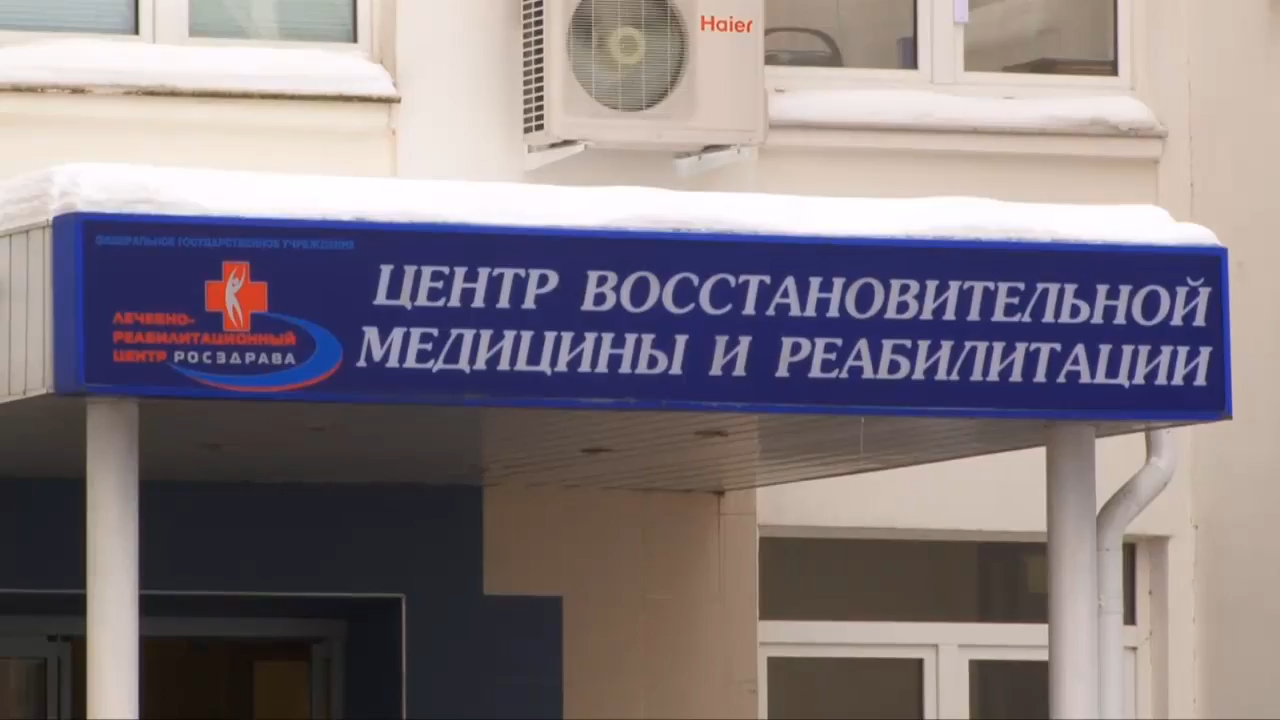 Haier
ФЕДЕРАЛЬНОЕ ГОСУДАРСТВЕННОЕ УЧРЕЖДЕНИЕ
ЛЕЧЕБНО-
РЕАБИЛИТАЦИОННЫЙ
ЦЕНТР РОСЗДРАВА
ЦЕНТР ВОССТАНОВИТЕЛЬНОЙ
МЕДИЦИНЫ И РЕАБИЛИТАЦИИ